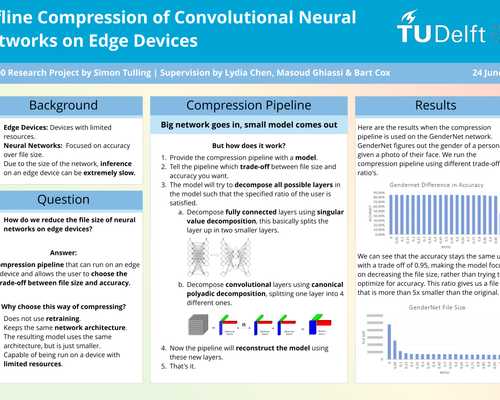 fline Compression of Convolutional Neural
tworks on Edge Devices
TUDelft
00 Research Project by Simon Tulling | Supervision by Lydia Chen, Masoud Ghiassi & Bart Cox
24 June
Background
Edge Devices: Devices with limited
resources.
Neural Networks: Focused on accuracy
over file size.
Due to the size of the network, inference
on an edge device can be extremely slow.
Question
How do we reduce the file size of neural
networks on edge devices?
Answer:
ompression pipeline that can run on an edge
device and allows the user to choose the
trade-off between file size and accuracy.
Why choose this way of compressing?
Does not use retraining.
Keeps the same network architecture.
The resulting model uses the same
architecture, but is just smaller.
Capable of being run on a device with
limited resources.
Compression Pipeline
Big network goes in, small model comes out
But how does it work?
1. Provide the compression pipeline with a model.
2. Tell the pipeline which trade-off between file size and
accuracy you want.
3. The model will try to decompose all possible layers in
the model such that the specified ratio of the user is
satisfied.
a. Decompose fully connected layers using singular
value decomposition, this basically splits the
layer up in two smaller layers.
b. Decompose convolutional layers using canonical
polyadic decomposition, splitting one layer into 4
different ones.
4. Now the pipeline will reconstruct the model using
these new layers.
5. That's it.
Results
Here are the results when the compression
pipeline is used on the GenderNet network.
GenderNet figures out the gender of a person
given a photo of their face. We run the
compression pipeline using different trade-off
ratio's.
Gendernet Difference in Accuracy
We can see that the accuracy stays the same u
with a trade off of 0.95, making the model focu
on decreasing the file size, rather than trying t
optimize for accuracy. This ratio gives us a file
that is more than 5x smaller than the original.
GenderNet File Size